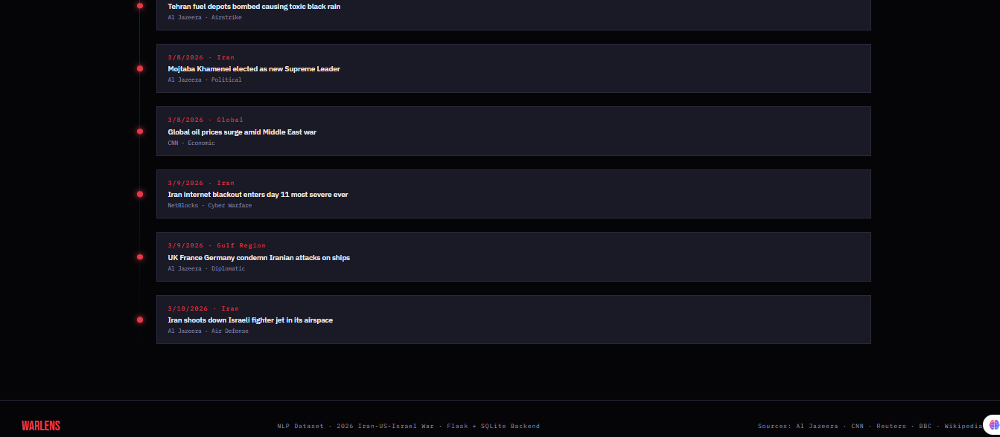 Tehran fuel depots bombed causing toxic black rain
Al Jazeera · Airstrike
3/8/2026 · Iran
Mojtaba Khamenei elected as new Supreme Leader
Al Jazeera · Political
3/8/2026 · Global
Global oil prices surge amid Middle East war
CNN · Economic
3/9/2026 · Iran
Iran internet blackout enters day 11 most severe ever
NetBlocks · Cyber Warfare
3/9/2026 · Gulf Region
UK France Germany condemn Iranian attacks on ships
Al Jazeera · Diplomatic
3/10/2026 · Iran
Iran shoots down Israeli fighter jet in its airspace
Al Jazeera · Air Defense
WARLENS
NLP Dataset · 2026 Iran-US-Israel War · Flask + SQLite Backend
Sources: Al Jazeera · CNN · Reuters · BBC · Wikipedia